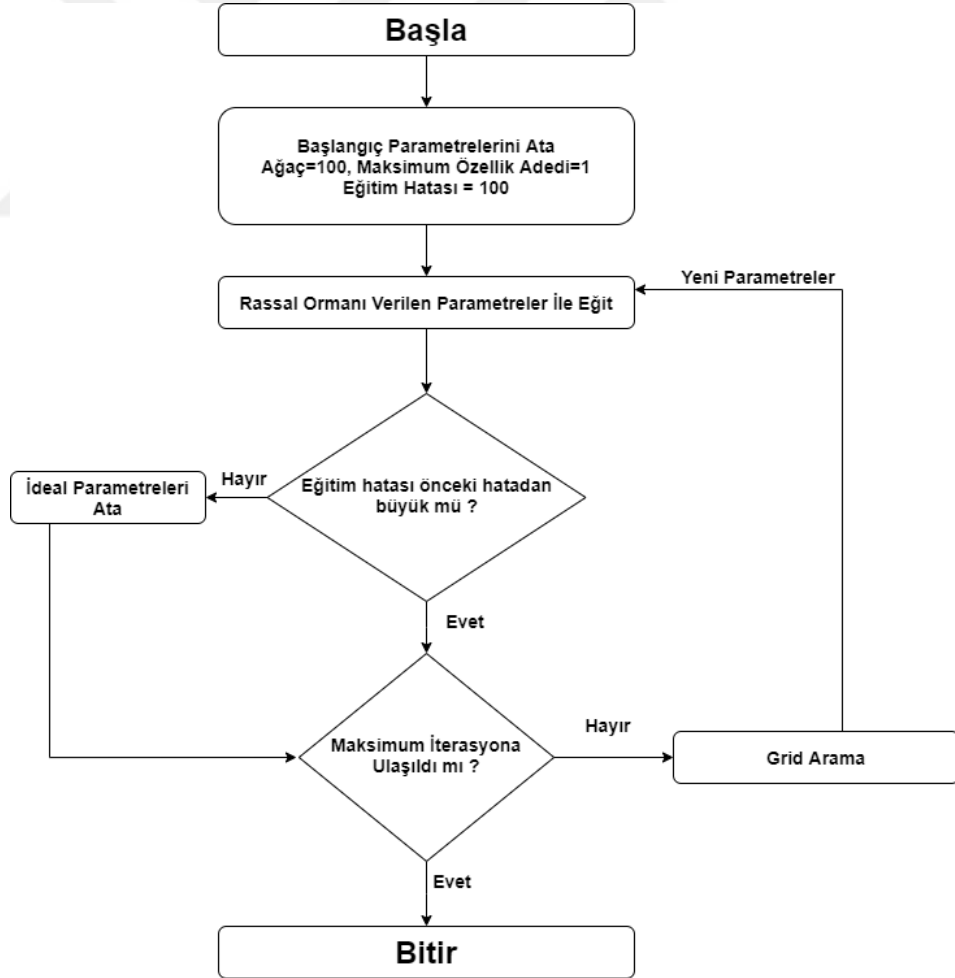 Başla
Başlangıç Parametrelerini Ata
Ağaç=100, Maksimum Özellik Adedi=1
Eğitim Hatası = 100
Yeni Parametreler
Rassal Ormanı Verilen Parametreler İle Eğit
Hayır
İdeal Parametreleri
Ata
Eğitim hatası önceki hatadan
büyük mü ?
Evet
Hayır
Maksimum İterasyona
Ulaşıldı mı ?
Grid Arama
Evet
Bitir